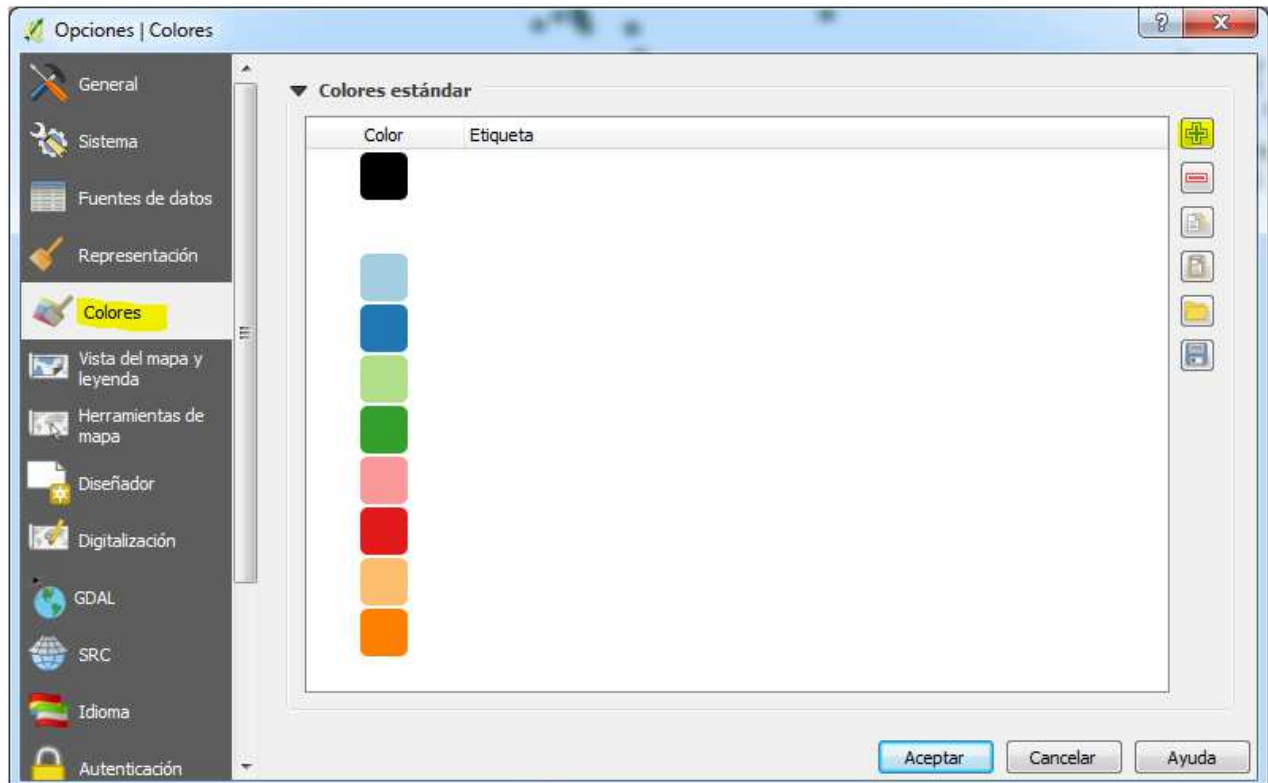 Opciones | Colores
General
Sistema
Fuentes de datos
Representación
Colores
Vista del mapa y
leyenda
Herramientas de
mapa
Diseñador
Digitalización
GDAL
SRC
Idioma
Autenticación
Colores estándar
Color Etiqueta
Aceptar Cancelar Ayuda